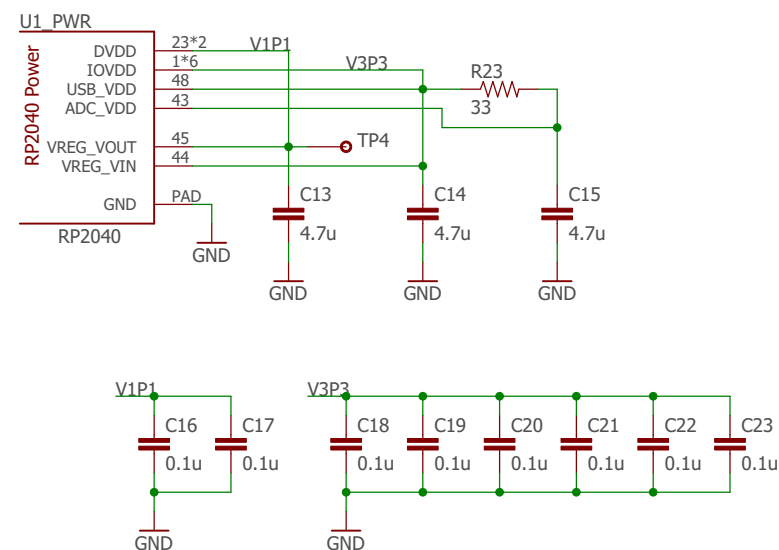 U1_PWR
RP2040 Power
DVDD 23*2 V1P1
IOVDD 1*6 V3P3
USB_VDD 48
ADC_VDD 43
R23
33
VREG_VOUT 45 TP4
VREG_VIN 44
GND PAD
RP2040
GND
C13 C14 C15
4.7u 4.7u 4.7u
GND GND GND
V1P1 V3P3
C16 C17 C18 C19 C20 C21 C22 C23
0.1u 0.1u 0.1u 0.1u 0.1u 0.1u 0.1u 0.1u
GND GND